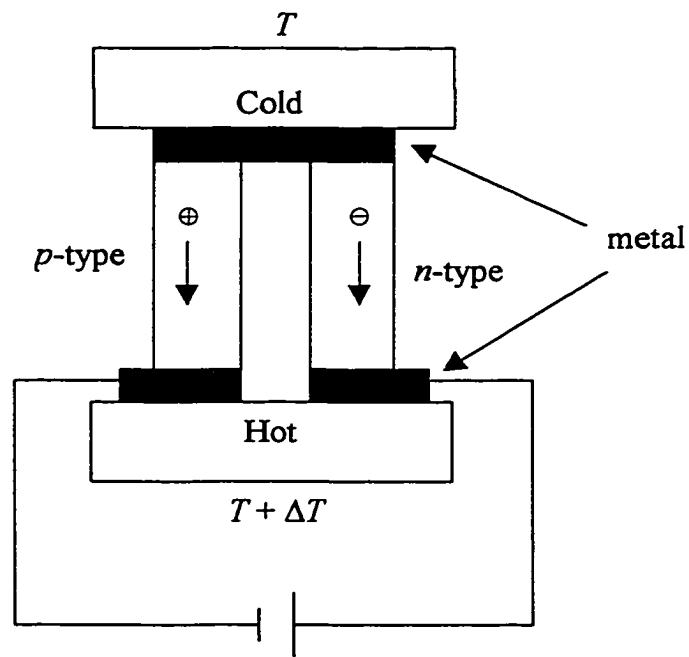 T
Cold
⊕
⊖
p-type
n-type
metal
Hot
T + ΔT